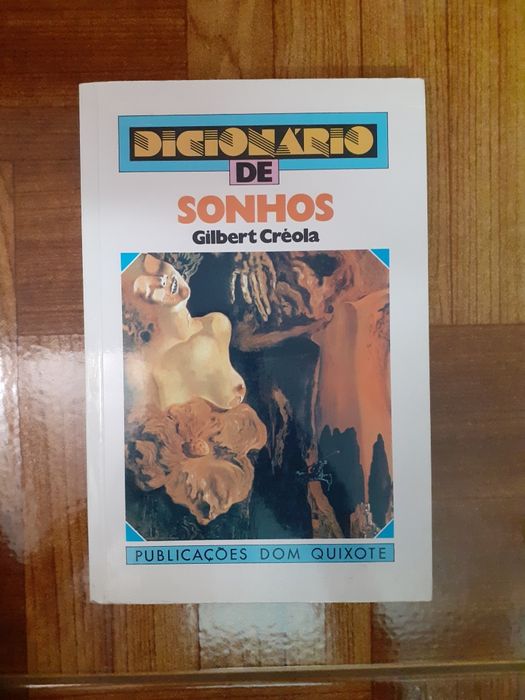 DICIONÁRIO
DE
SONHOS
Gilbert Créola
PUBLICAÇÕES DOM QUIXOTE